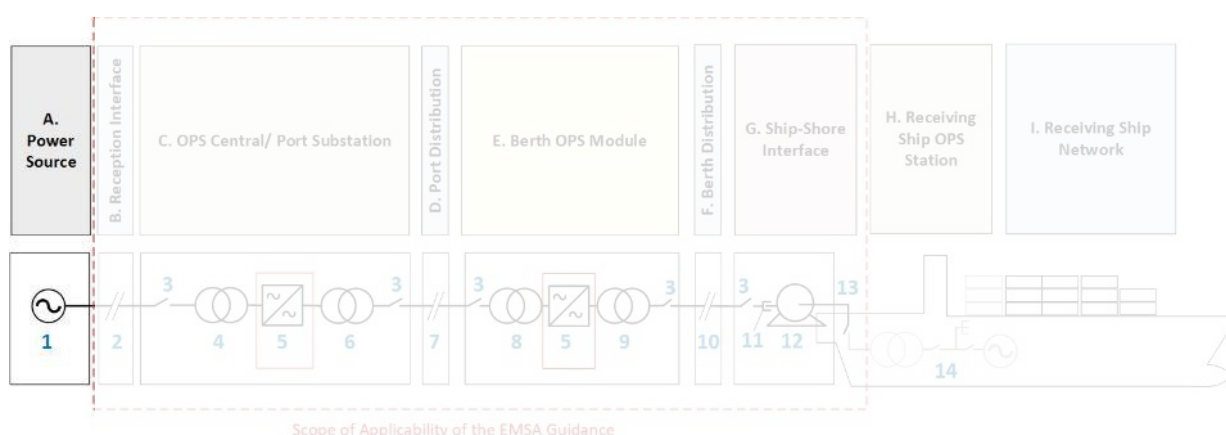 A.
Power
Source
B. Reception Interface
C. OPS Central/ Port Substation
D. Port Distribution
E. Berth OPS Module
F. Berth Distribution
G. Ship-Shore
Interface
H. Receiving
Ship OPS
Station
I. Receiving Ship
Network
3
3
3
3
3
13
1
2
4
5
6
7
8
5
9
10
11
12
14
Scope of Applicability of the EMSA Guidance